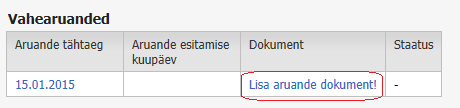 Vahearuanded
Aruande tähtaeg Aruande esitamise kuupäev Dokument Staatus
15.01.2015 Lisa aruande dokument! -